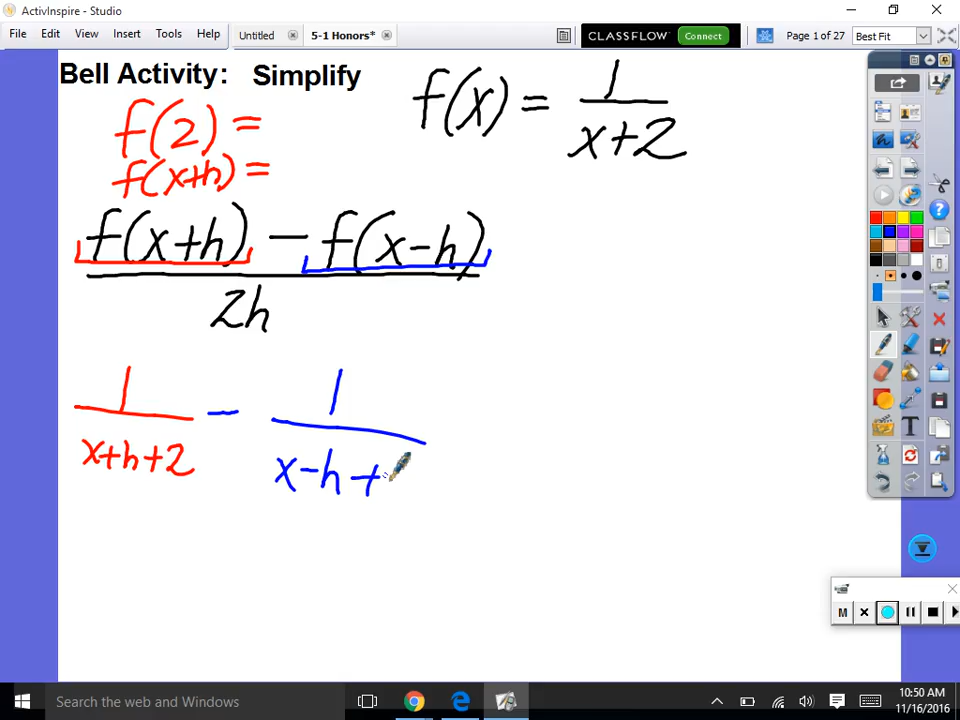 ActivInspire - Studio
File Edit View Insert Tools Help Untitled 5-1 Honors* CLASSFLOW Connect Page 1 of 27 Best Fit
Bell Activity: Simplify
f(x) = 1/(x+2)
f(2) =
f(x+h) =
f(x+h) - f(x-h)
2h
1 - 1
x+h+2 x-h+
M
Search the web and Windows
10:50 AM
11/16/2016